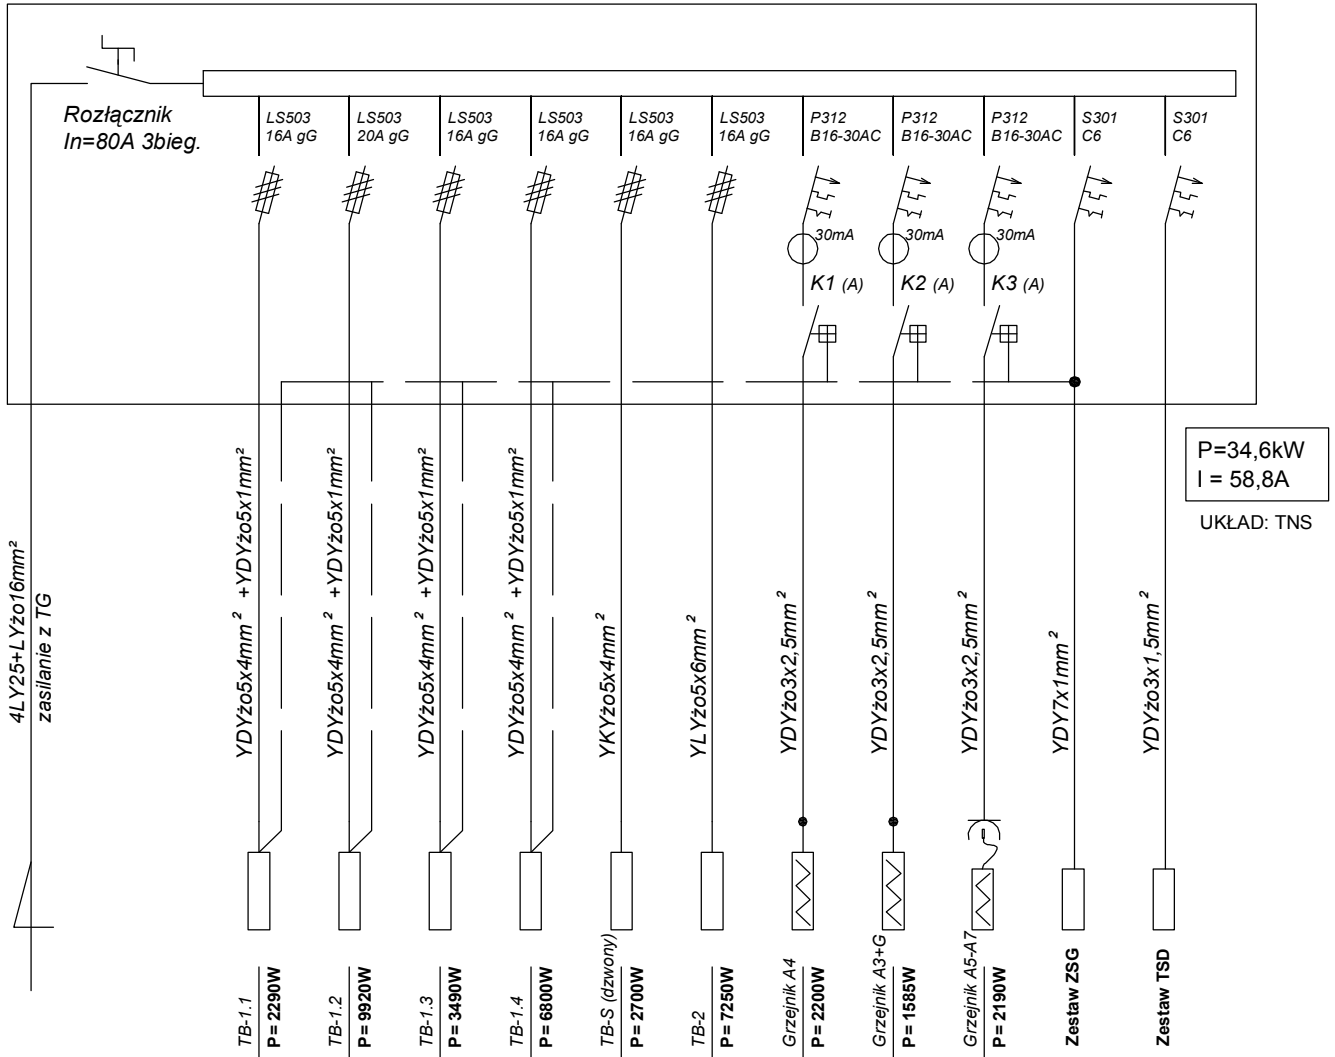 Rozłącznik
In=80A 3bieg.
LS503
16A gG
LS503
20A gG
LS503
16A gG
LS503
16A gG
LS503
16A gG
LS503
16A gG
P312
B16-30AC
P312
B16-30AC
P312
B16-30AC
S301
C6
S301
C6
30mA
30mA
30mA
K1 (A)
K2 (A)
K3 (A)
P=34,6kW
I = 58,8A
UKŁAD: TNS
4LY25+LYżo16mm²
zasilanie z TG
YDYżo5x4mm² +YDYżo5x1mm²
YDYżo5x4mm² +YDYżo5x1mm²
YDYżo5x4mm² +YDYżo5x1mm²
YDYżo5x4mm² +YDYżo5x1mm²
YKYżo5x4mm²
YLYżo5x6mm²
YDYżo3x2,5mm²
YDYżo3x2,5mm²
YDYżo3x2,5mm²
YDY7x1mm²
YDYżo3x1,5mm²
TB-1.1
P= 2290W
TB-1.2
P= 9920W
TB-1.3
P= 3490W
TB-1.4
P= 6800W
TB-S (dzwony)
P= 2700W
TB-2
P= 7250W
Grzejnik A4
P= 2200W
Grzejnik A3+G
P= 1585W
Grzejnik A5-A7
P= 2190W
Zestaw ZSG
Zestaw TSD